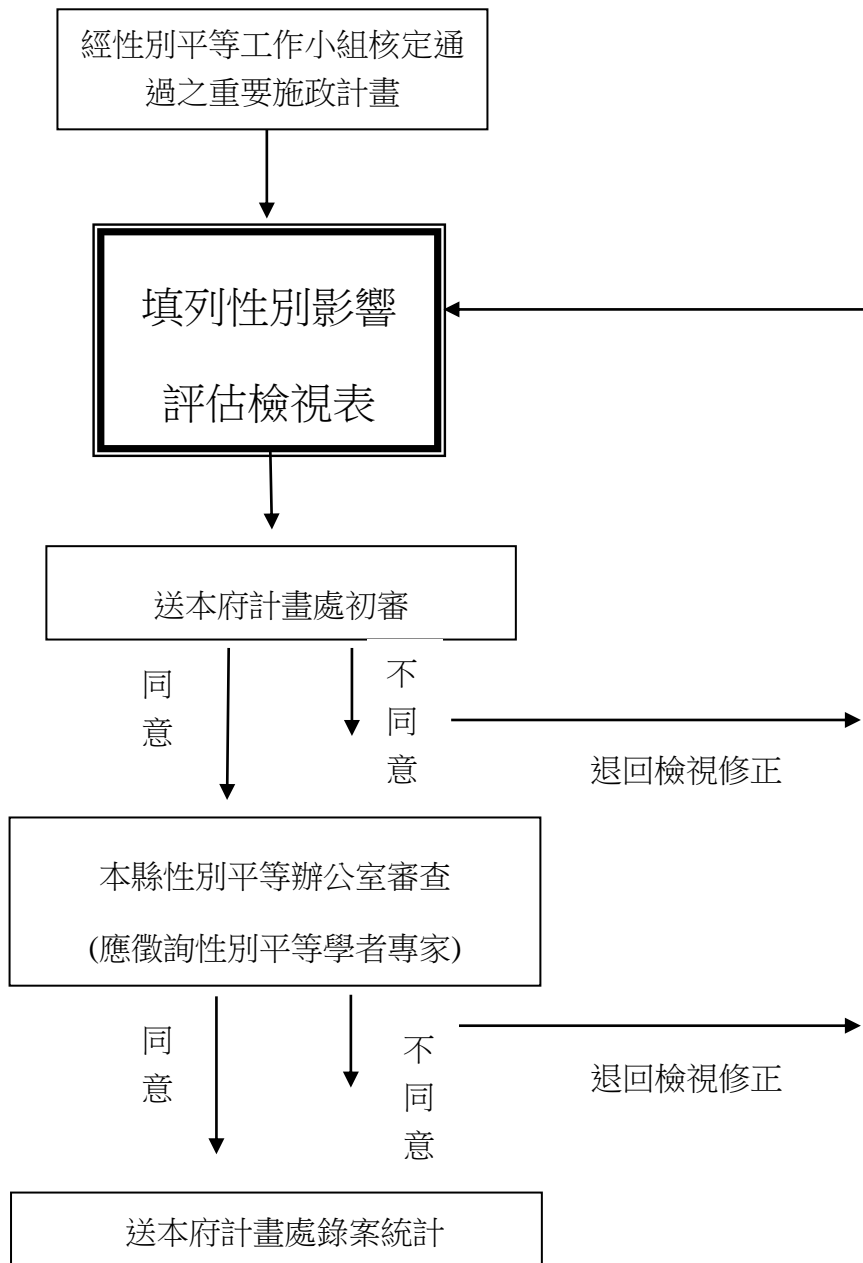 經性別平等工作小組核定通
過之重要施政計畫
填列性別影響
評估檢視表
送本府計畫處初審
同意
不同意
退回檢視修正
本縣性別平等辦公室審查
(應徵詢性別平等學者專家)
同意
不同意
退回檢視修正
送本府計畫處錄案統計